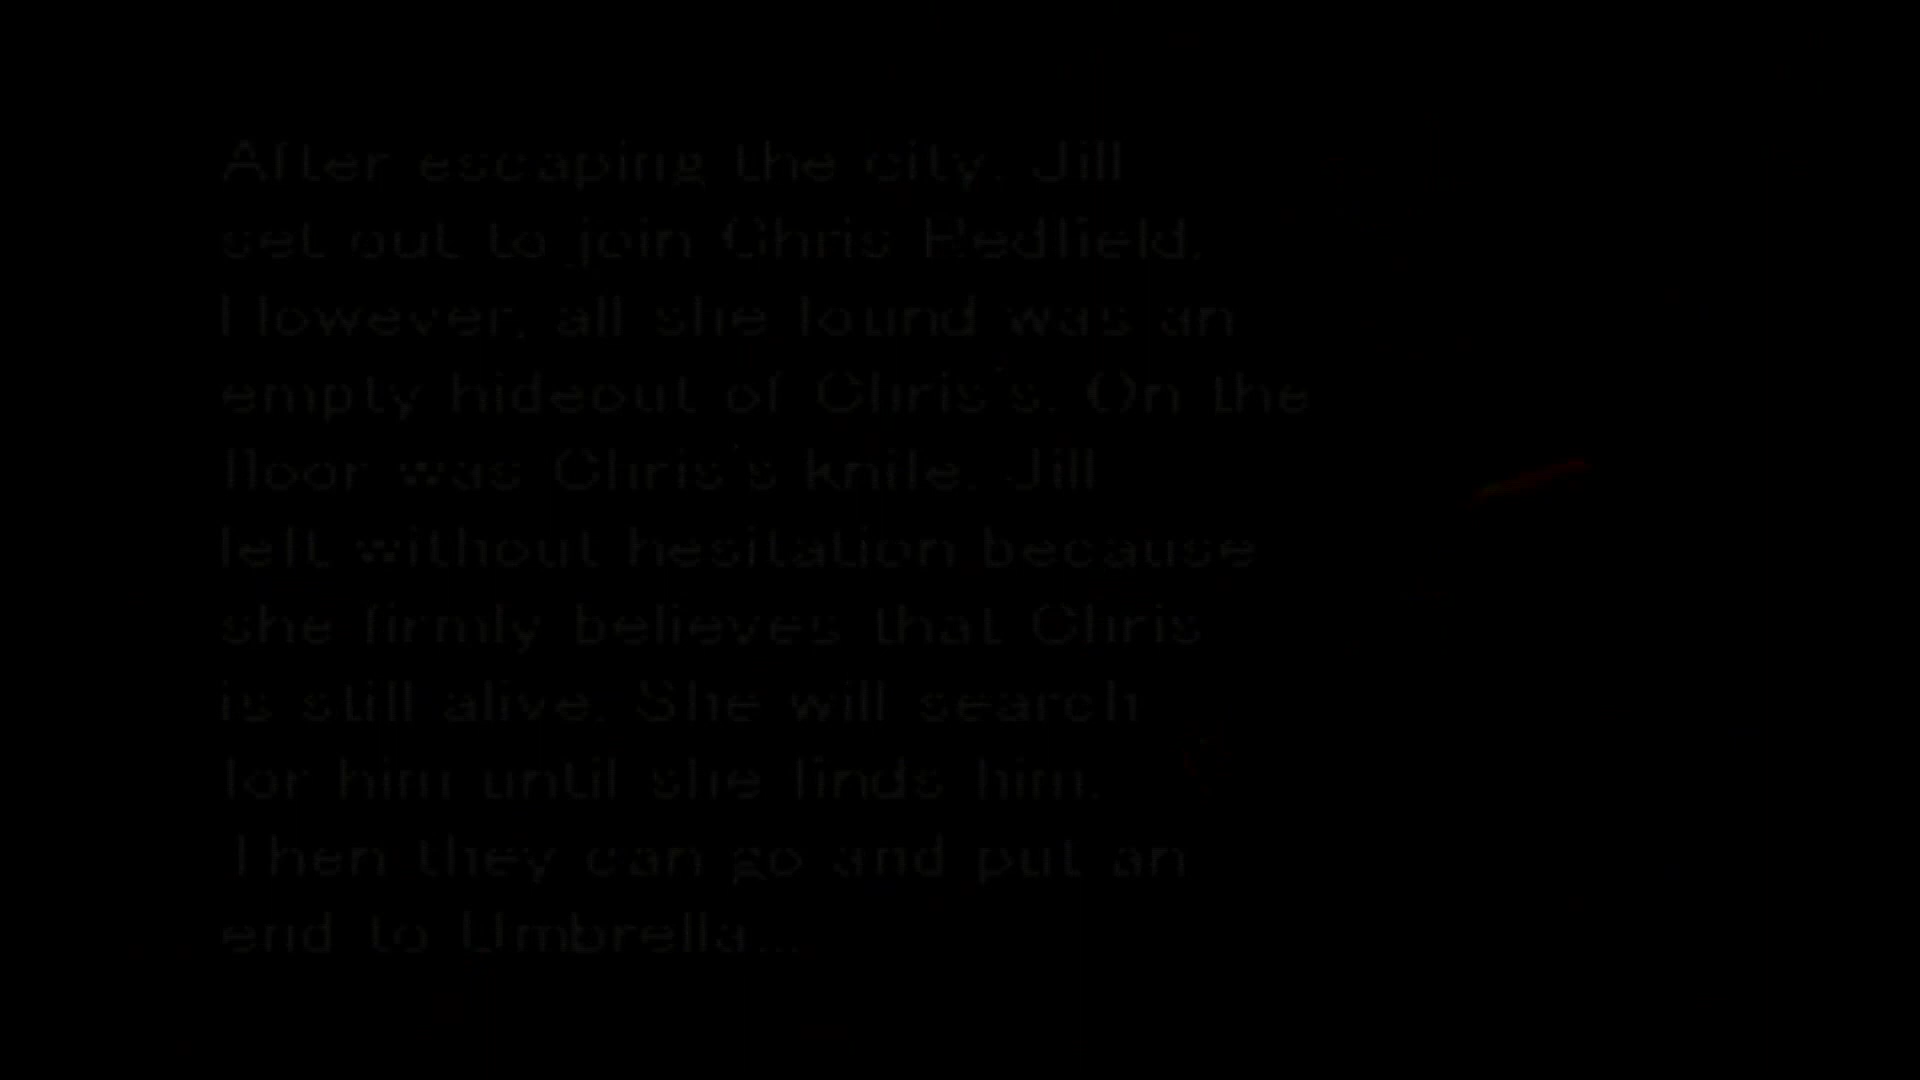 After escaping the city, Jill
set out to join Chris Redfield.
However, all she found was an
empty hideout of Chris's. On the
floor was Chris's knife. Jill
left without hesitation because
she firmly believes that Chris
is still alive. She will search
for him until she finds him.
Then they can go and put an
end to Umbrella...